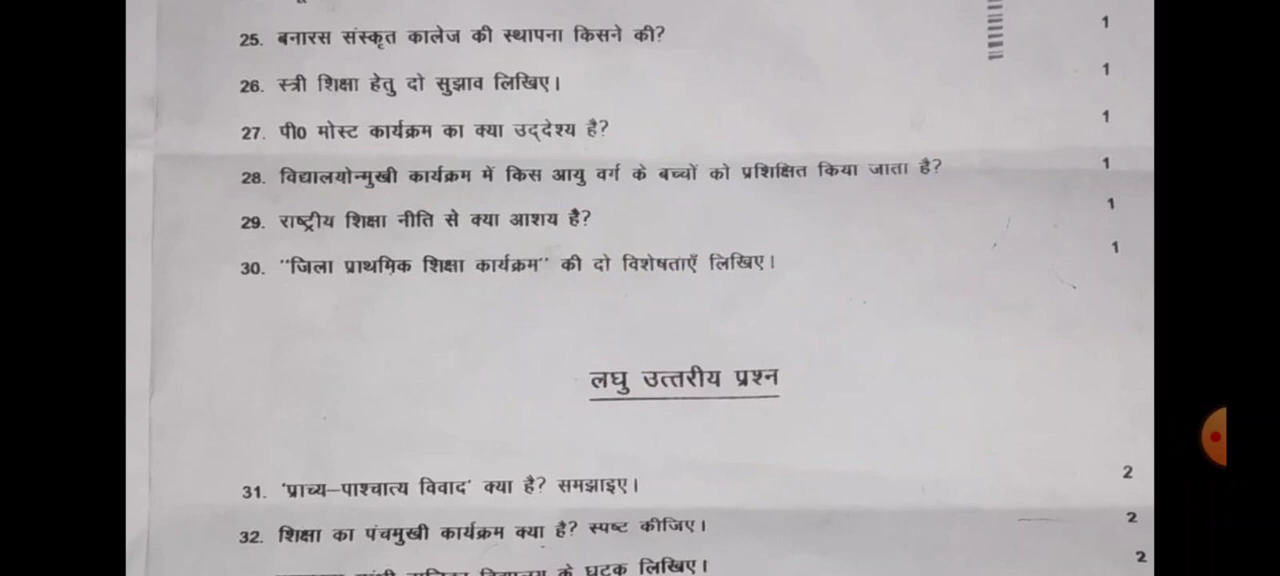 25. बनारस संस्कृत कालेज की स्थापना किसने की? 1
26. स्त्री शिक्षा हेतु दो सुझाव लिखिए। 1
27. पी0 मोस्ट कार्यक्रम का क्या उद्देश्य है? 1
28. विद्यालयोन्मुखी कार्यक्रम में किस आयु वर्ग के बच्चों को प्रशिक्षित किया जाता है? 1
29. राष्ट्रीय शिक्षा नीति से क्या आशय है? 1
30. "जिला प्राथमिक शिक्षा कार्यक्रम" की दो विशेषताएँ लिखिए। 1
लघु उत्तरीय प्रश्न
31. 'प्राच्य–पाश्चात्य विवाद' क्या है? समझाइए। 2
32. शिक्षा का पंचमुखी कार्यक्रम क्या है? स्पष्ट कीजिए। 2
के घटक लिखिए। 2